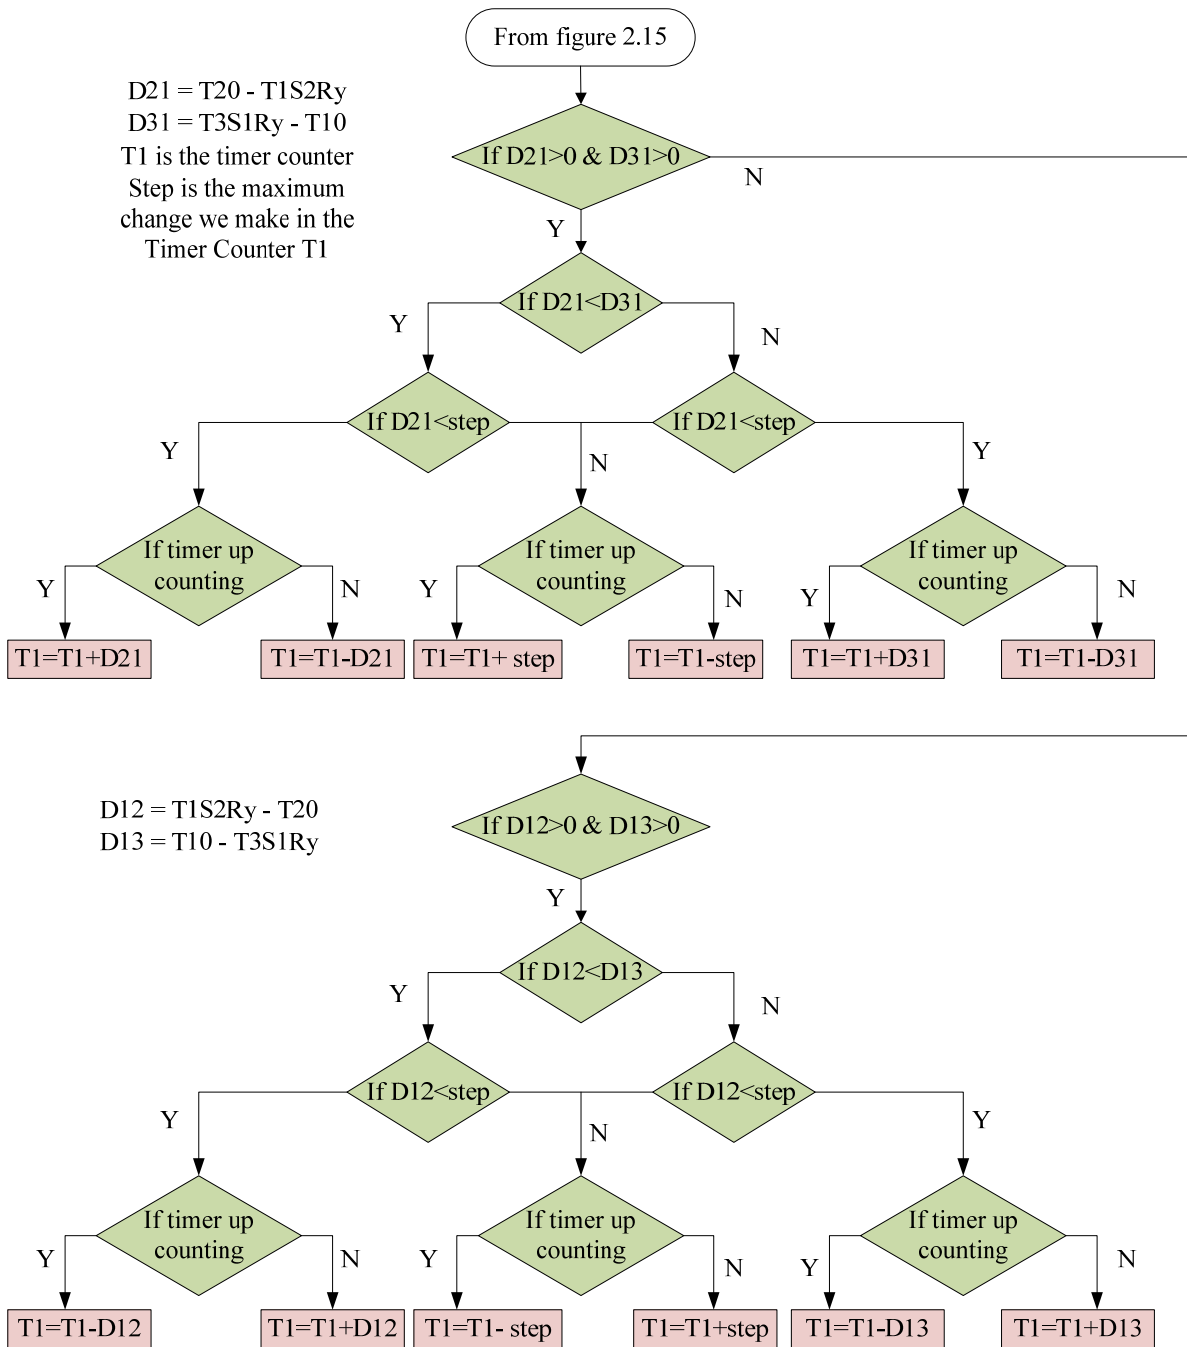 From figure 2.15
D21 = T20 - T1S2Ry
D31 = T3S1Ry - T10
T1 is the timer counter
Step is the maximum
change we make in the
Timer Counter T1
If D21>0 & D31>0
N
Y
If D21<D31
Y
N
If D21<step
If D21<step
Y
N
Y
If timer up
counting
If timer up
counting
If timer up
counting
Y
N
Y
N
Y
N
T1=T1+D21
T1=T1-D21
T1=T1+ step
T1=T1-step
T1=T1+D31
T1=T1-D31
D12 = T1S2Ry - T20
D13 = T10 - T3S1Ry
If D12>0 & D13>0
Y
If D12<D13
Y
N
If D12<step
If D12<step
Y
N
Y
If timer up
counting
If timer up
counting
If timer up
counting
Y
N
Y
N
Y
N
T1=T1-D12
T1=T1+D12
T1=T1- step
T1=T1+step
T1=T1-D13
T1=T1+D13